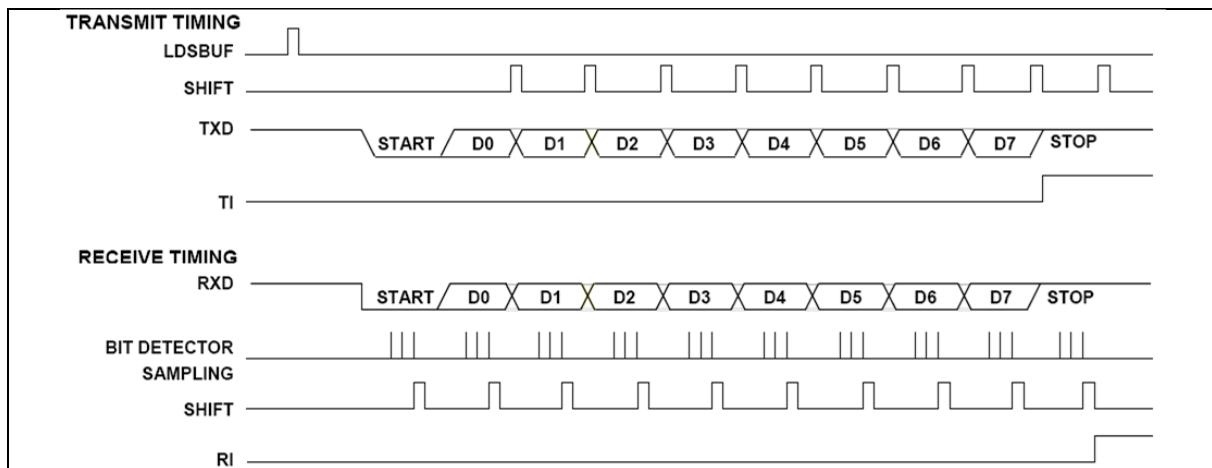 TRANSMIT TIMING
LDSBUF
SHIFT
TXD START D0 D1 D2 D3 D4 D5 D6 D7 STOP
TI
RECEIVE TIMING
RXD START D0 D1 D2 D3 D4 D5 D6 D7 STOP
BIT DETECTOR
SAMPLING
SHIFT
RI